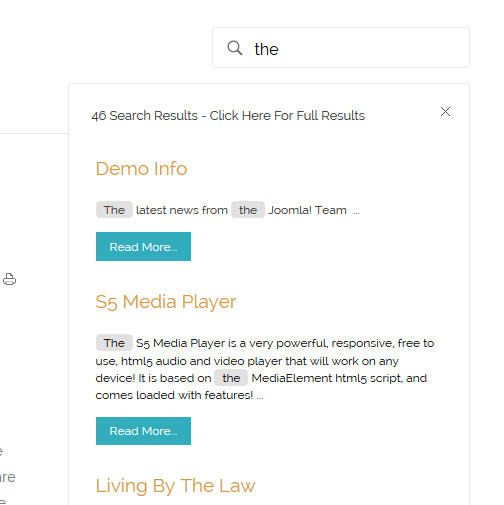 the
46 Search Results - Click Here For Full Results
Demo Info
The latest news from the Joomla! Team ...
Read More...
S5 Media Player
The S5 Media Player is a very powerful, responsive, free to
use, html5 audio and video player that will work on any
device! It is based on the MediaElement html5 script, and
comes loaded with features! ...
Read More...
Living By The Law